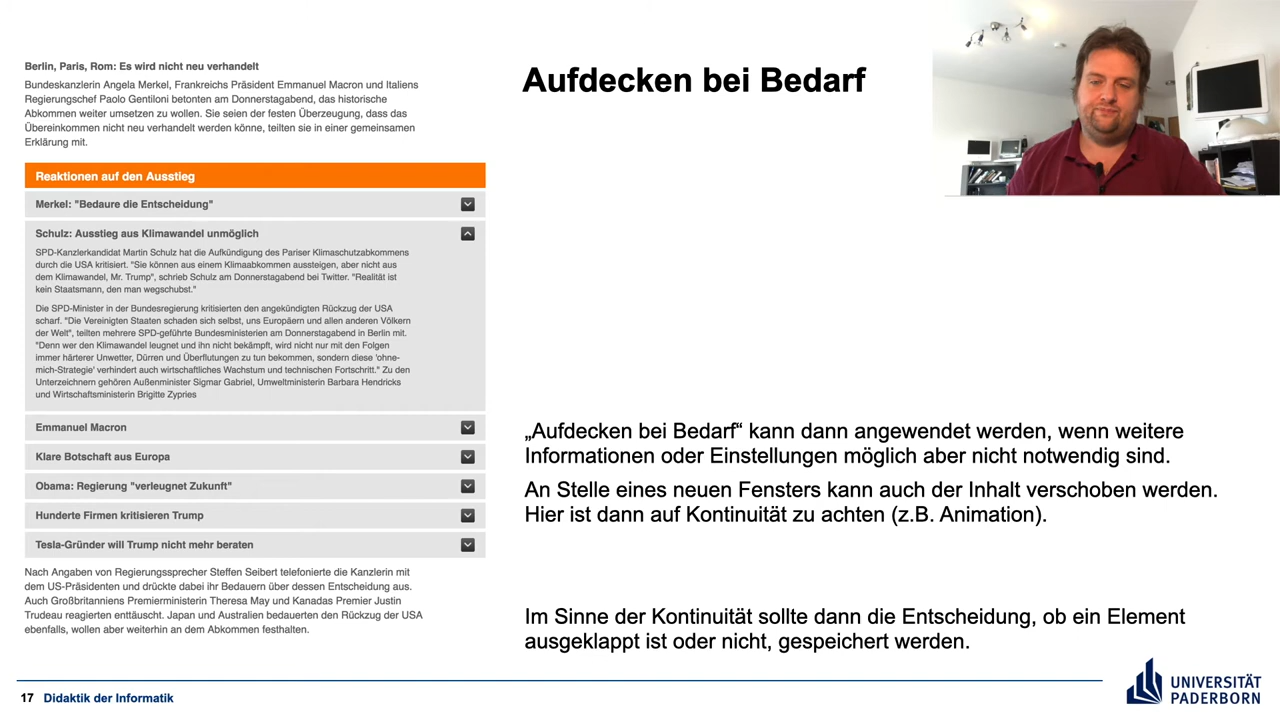 Berlin, Paris, Rom: Es wird nicht neu verhandelt
Bundeskanzlerin Angela Merkel, Frankreichs Präsident Emmanuel Macron und Italiens
Regierungschef Paolo Gentiloni betonten am Donnerstagabend, das historische
Abkommen weiter umsetzen zu wollen. Sie seien der festen Überzeugung, dass das
Übereinkommen nicht neu verhandelt werden könne, teilten sie in einer gemeinsamen
Erklärung mit.
Reaktionen auf den Ausstieg
Merkel: "Bedaure die Entscheidung"
Schulz: Ausstieg aus Klimawandel unmöglich
SPD-Kanzlerkandidat Martin Schulz hat die Aufkündigung des Pariser Klimaschutzabkommens
durch die USA kritisiert. "Sie können aus einem Klimaabkommen aussteigen, aber nicht aus
dem Klimawandel, Mr. Trump", schrieb Schulz am Donnerstagabend bei Twitter. "Realität ist
kein Staatsmann, den man wegschubst."
Die SPD-Minister in der Bundesregierung kritisierten den angekündigten Rückzug der USA
scharf. "Die Vereinigten Staaten schaden sich selbst, uns Europäern und allen anderen Völkern
der Welt", teilten mehrere SPD-geführte Bundesministerien am Donnerstagabend in Berlin mit.
"Denn wer den Klimawandel leugnet und ihn nicht bekämpft, wird nicht nur mit den Folgen
immer härterer Unwetter, Dürren und Überflutungen zu tun bekommen, sondern diese 'ohne-
mich-Strategie' verhindert auch wirtschaftliches Wachstum und technischen Fortschritt." Zu den
Unterzeichnern gehören Außenminister Sigmar Gabriel, Umweltministerin Barbara Hendricks
und Wirtschaftsministerin Brigitte Zypries
Emmanuel Macron
Klare Botschaft aus Europa
Obama: Regierung "verleugnet Zukunft"
Hunderte Firmen kritisieren Trump
Tesla-Gründer will Trump nicht mehr beraten
Nach Angaben von Regierungssprecher Steffen Seibert telefonierte die Kanzlerin mit
dem US-Präsidenten und drückte dabei ihr Bedauern über dessen Entscheidung aus.
Auch Großbritanniens Premierministerin Theresa May und Kanadas Premier Justin
Trudeau reagierten enttäuscht. Japan und Australien bedauerten den Rückzug der USA
ebenfalls, wollen aber weiterhin an dem Abkommen festhalten.
Aufdecken bei Bedarf
„Aufdecken bei Bedarf“ kann dann angewendet werden, wenn weitere
Informationen oder Einstellungen möglich aber nicht notwendig sind.
An Stelle eines neuen Fensters kann auch der Inhalt verschoben werden.
Hier ist dann auf Kontinuität zu achten (z.B. Animation).
Im Sinne der Kontinuität sollte dann die Entscheidung, ob ein Element
ausgeklappt ist oder nicht, gespeichert werden.
17 Didaktik der Informatik
UNIVERSITÄT
PADERBORN